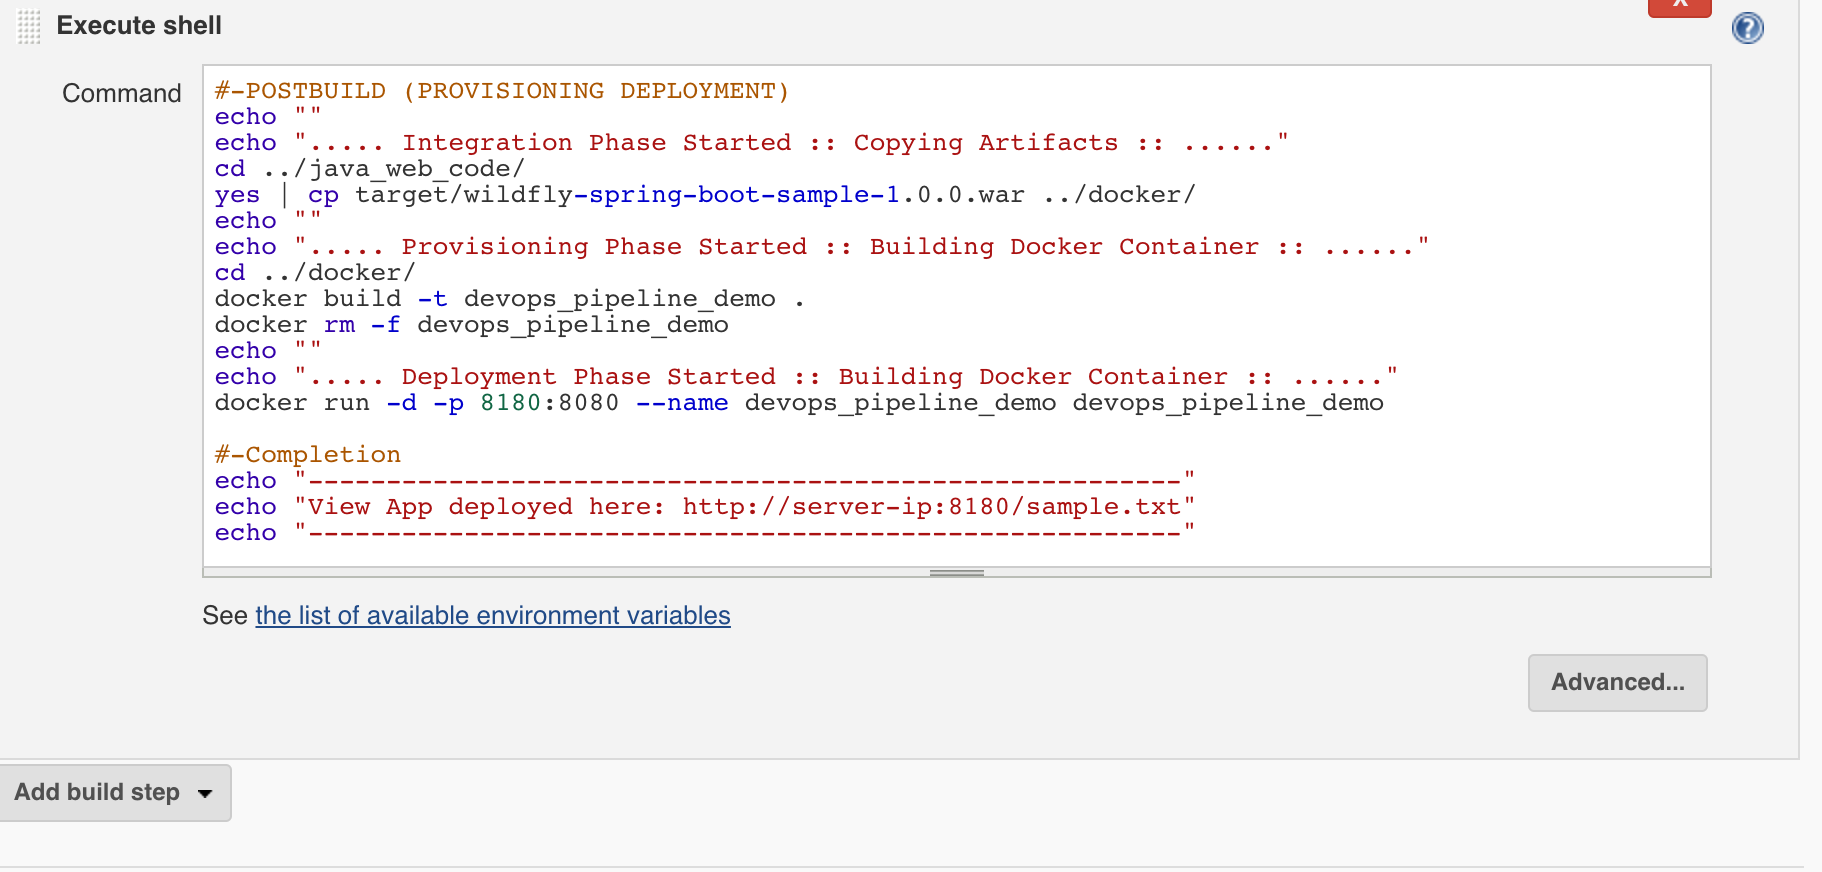 X
Execute shell
Command
#-POSTBUILD (PROVISIONING DEPLOYMENT)
echo ""
echo "..... Integration Phase Started :: Copying Artifacts :: ......"
cd ../java_web_code/
yes | cp target/wildfly-spring-boot-sample-1.0.0.war ../docker/
echo ""
echo "..... Provisioning Phase Started :: Building Docker Container :: ......"
cd ../docker/
docker build -t devops_pipeline_demo .
docker rm -f devops_pipeline_demo
echo ""
echo "..... Deployment Phase Started :: Building Docker Container :: ......"
docker run -d -p 8180:8080 --name devops_pipeline_demo devops_pipeline_demo

#-Completion
echo "--------------------------------------------------------"
echo "View App deployed here: http://server-ip:8180/sample.txt"
echo "--------------------------------------------------------"
See the list of available environment variables
Advanced...
Add build step